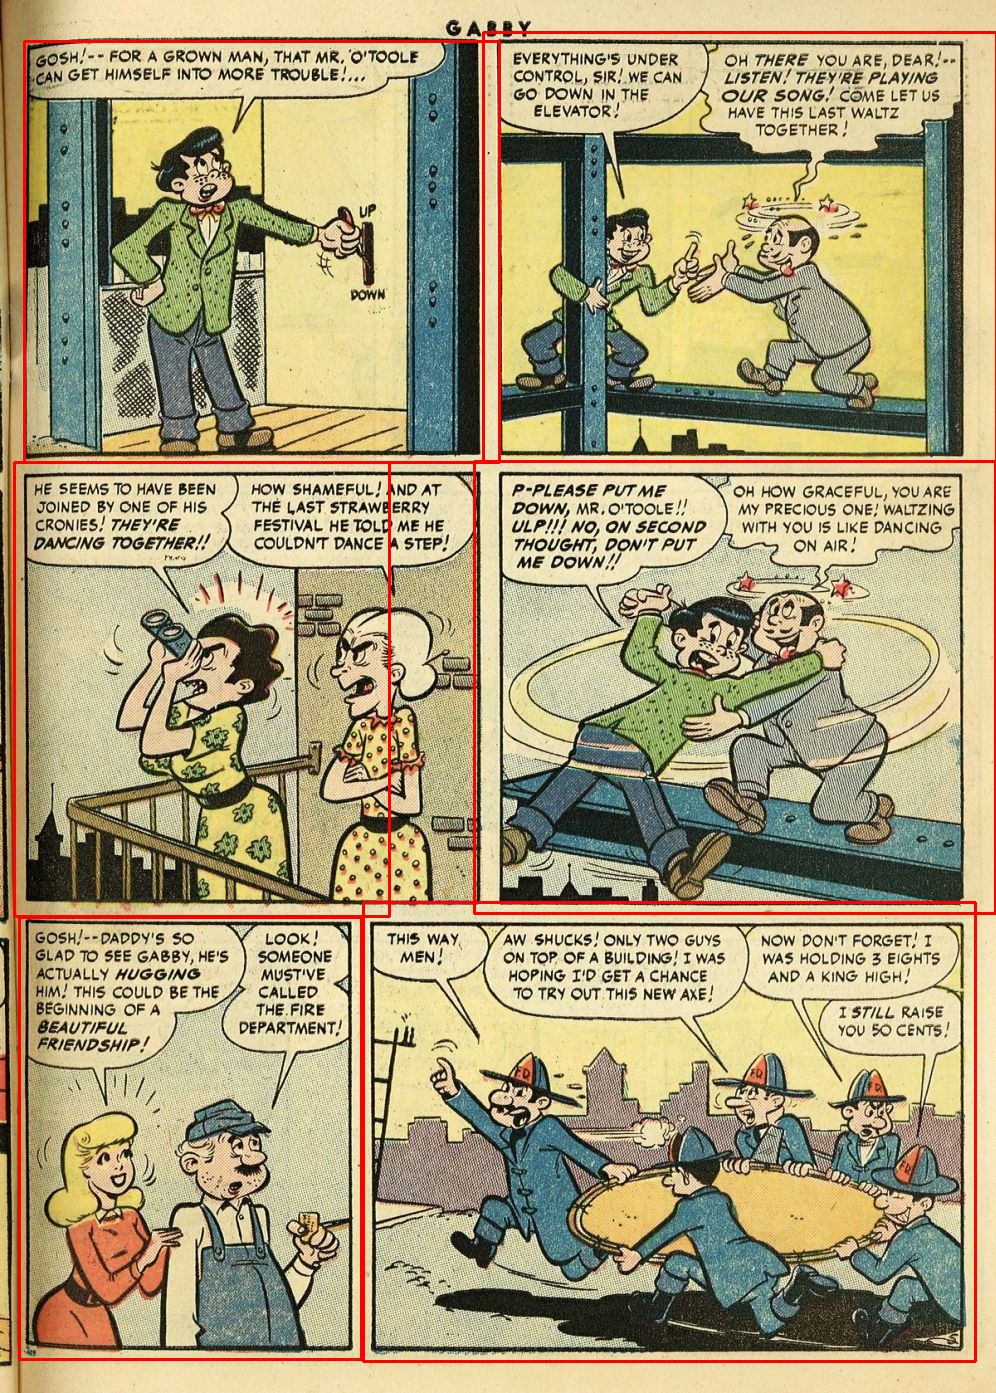 GABBY
GOSH!-- FOR A GROWN MAN, THAT MR. O'TOOLE
CAN GET HIMSELF INTO MORE TROUBLE!...
UP
DOWN
EVERYTHING'S UNDER
CONTROL, SIR! WE CAN
GO DOWN IN THE
ELEVATOR!
OH THERE YOU ARE, DEAR!--
LISTEN! THEY'RE PLAYING
OUR SONG! COME LET US
HAVE THIS LAST WALTZ
TOGETHER!
HE SEEMS TO HAVE BEEN
JOINED BY ONE OF HIS
CRONIES! THEY'RE
DANCING TOGETHER!!
HOW SHAMEFUL! AND AT
THE LAST STRAWBERRY
FESTIVAL HE TOLD ME HE
COULDN'T DANCE A STEP!
P-PLEASE PUT ME
DOWN, MR. O'TOOLE!!
ULP!!! NO, ON SECOND
THOUGHT, DON'T PUT
ME DOWN!!
OH HOW GRACEFUL, YOU ARE
MY PRECIOUS ONE! WALTZING
WITH YOU IS LIKE DANCING
ON AIR!
GOSH!--DADDY'S SO
GLAD TO SEE GABBY, HE'S
ACTUALLY HUGGING
HIM! THIS COULD BE THE
BEGINNING OF A
BEAUTIFUL
FRIENDSHIP!
LOOK!
SOMEONE
MUST'VE
CALLED
THE FIRE
DEPARTMENT!
THIS WAY
MEN!
AW SHUCKS! ONLY TWO GUYS
ON TOP OF A BUILDING! I WAS
HOPING I'D GET A CHANCE
TO TRY OUT THIS NEW AXE!
NOW DON'T FORGET! I
WAS HOLDING 3 EIGHTS
AND A KING HIGH!
I STILL RAISE
YOU 50 CENTS!
F.D.
F.D.
F.D.
F.D.
5